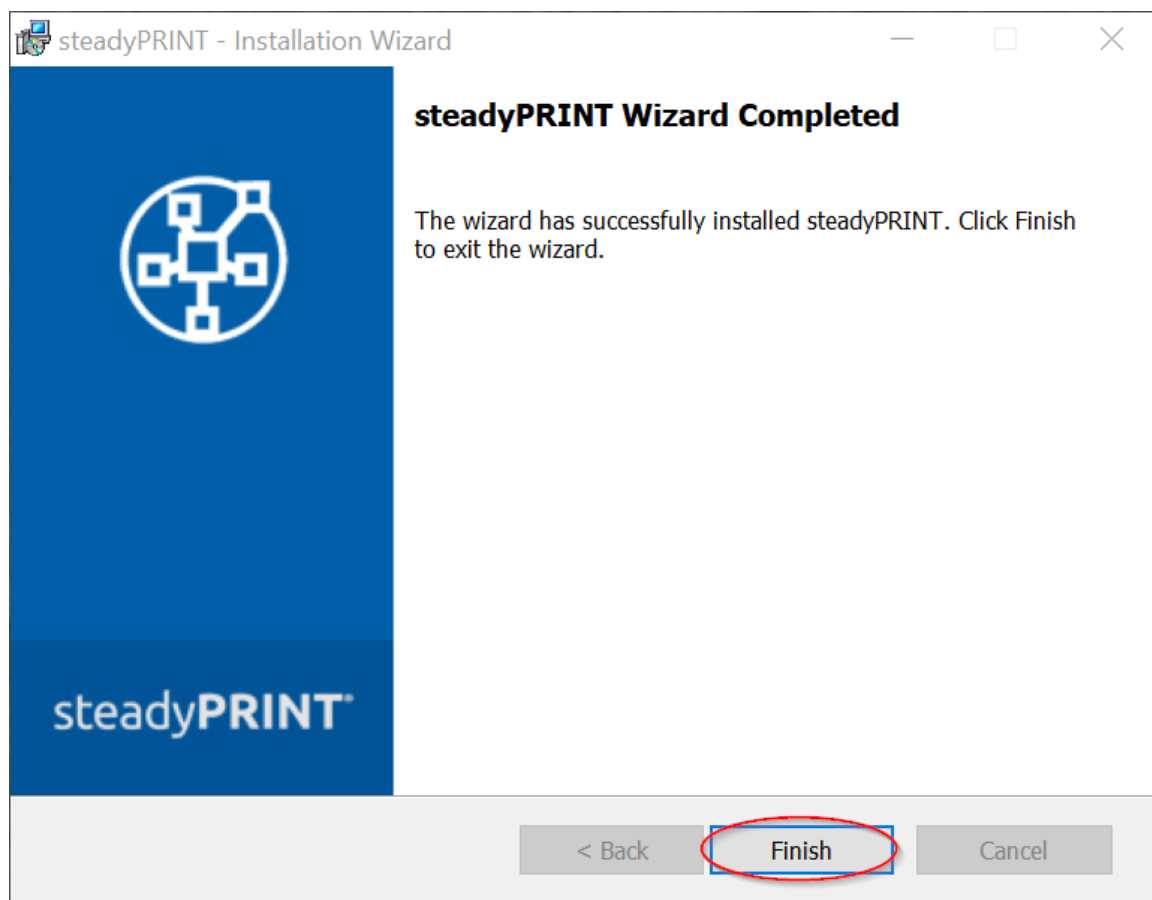 steadyPRINT - Installation Wizard
steadyPRINT Wizard Completed
The wizard has successfully installed steadyPRINT. Click Finish
to exit the wizard.
steadyPRINT®
< Back
Finish
Cancel